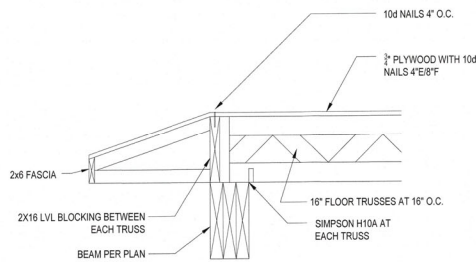 10d NAILS 4" O.C.
3/4" PLYWOOD WITH 10d
NAILS 4"E/8"F
2x6 FASCIA
2X16 LVL BLOCKING BETWEEN
EACH TRUSS
BEAM PER PLAN
16" FLOOR TRUSSES AT 16" O.C.
SIMPSON H10A AT
EACH TRUSS